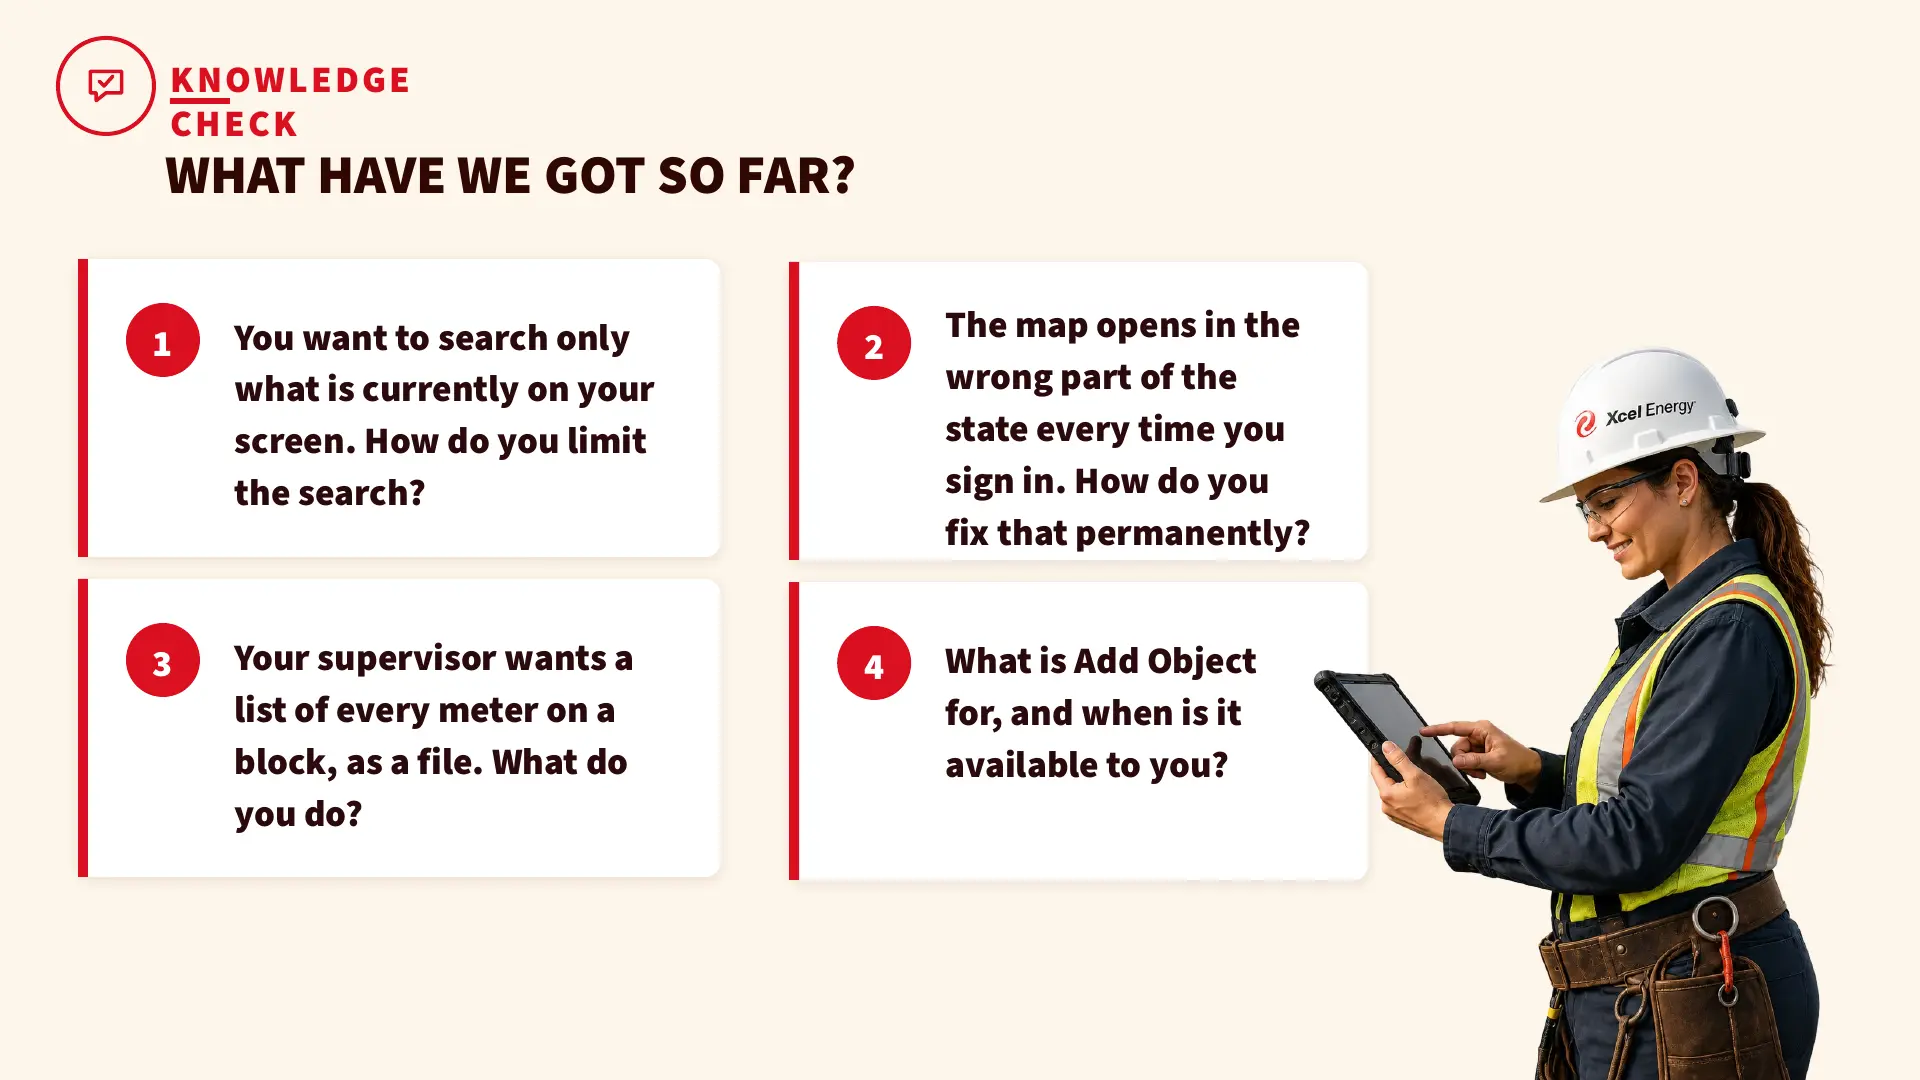 KNOWLEDGE
CHECK
WHAT HAVE WE GOT SO FAR?
1
You want to search only
what is currently on your
screen. How do you limit
the search?
2
The map opens in the
wrong part of the
state every time you
sign in. How do you
fix that permanently?
3
Your supervisor wants a
list of every meter on a
block, as a file. What do
you do?
4
What is Add Object
for, and when is it
available to you?
Xcel Energy